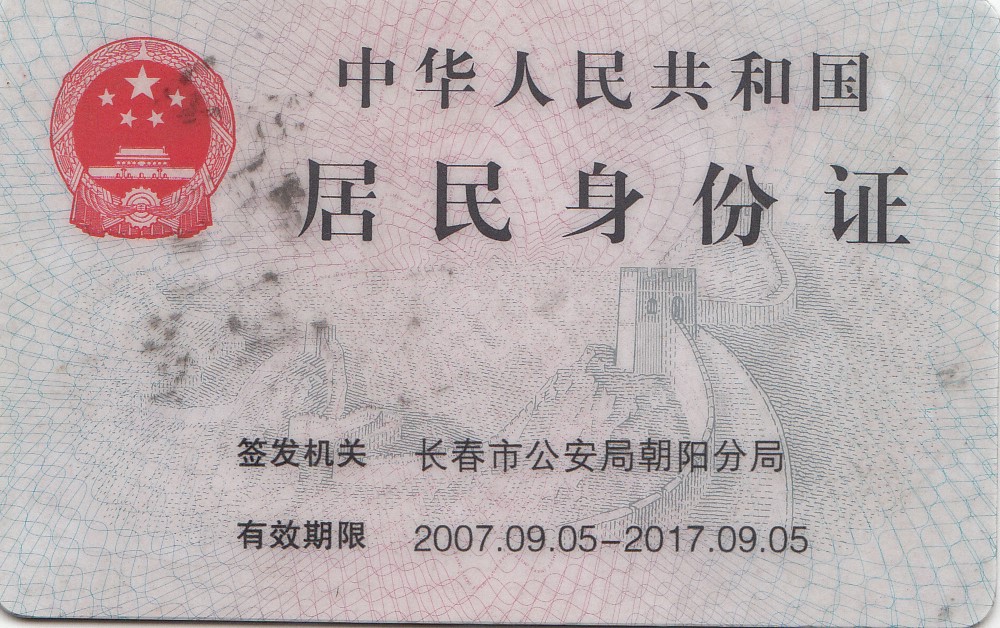 中华人民共和国
居民身份证
签发机关 长春市公安局朝阳分局
有效期限 2007.09.05-2017.09.05